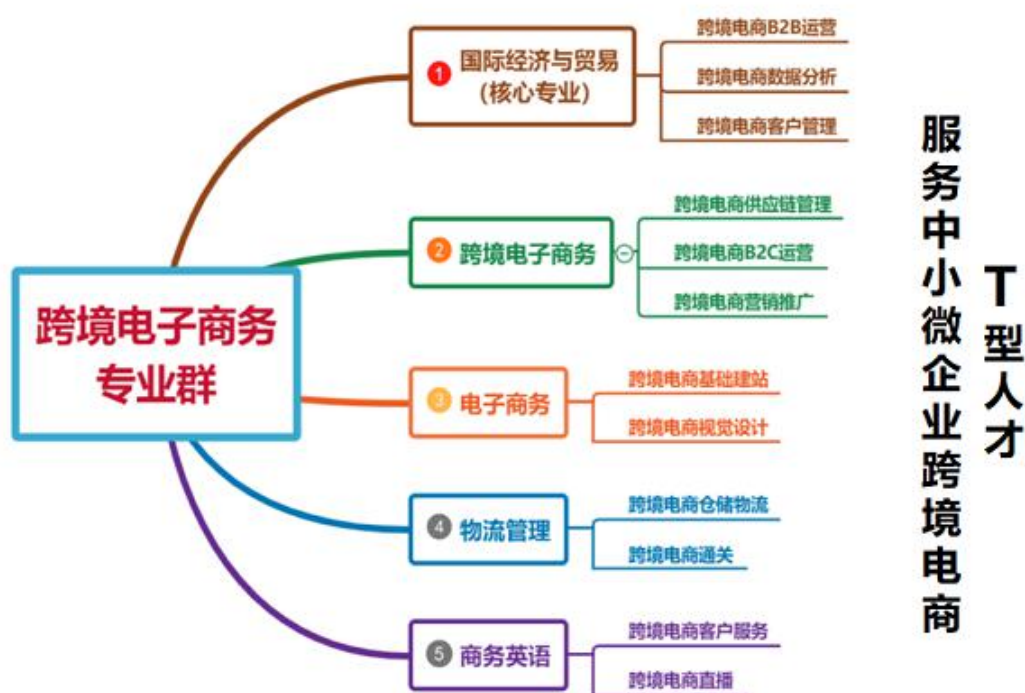 跨境电子商务
专业群
1
国际经济与贸易
(核心专业)
跨境电商B2B运营
跨境电商数据分析
跨境电商客户管理
2
跨境电子商务
跨境电商供应链管理
跨境电商B2C运营
跨境电商营销推广
3
电子商务
跨境电商基础建站
跨境电商视觉设计
4
物流管理
跨境电商仓储物流
跨境电商通关
5
商务英语
跨境电商客户服务
跨境电商直播
服务中小微企业跨境电商
T型人才